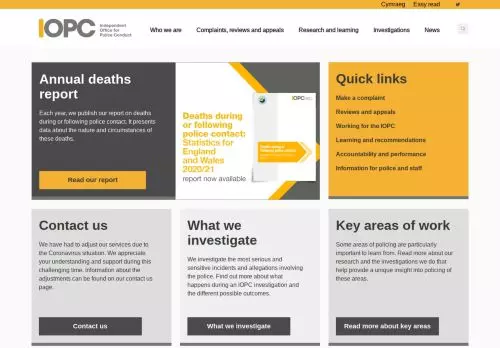 Cymraeg Easy read
IOPC Independent
Office for
Police Conduct
Who we are Complaints, reviews and appeals Research and learning Investigations News
Annual deaths
report
Each year, we publish our report on deaths
during or following police contact. It presents
data about the nature and circumstances of
these deaths.
Read our report
Deaths during
or following
police contact:
Statistics for
England
and Wales
2020/21
report now available
IOPC
Quick links
Make a complaint
Reviews and appeals
Working for the IOPC
Learning and recommendations
Accountability and performance
Information for police and staff
Contact us
We have had to adjust our services due to
the Coronavirus situation. We appreciate
your understanding and support during this
challenging time. Information about the
adjustments can be found on our contact us
page.
Contact us
What we
investigate
We investigate the most serious and
sensitive incidents and allegations involving
the police. Find out more about what
happens during an IOPC investigation and
the different possible outcomes.
What we investigate
Key areas of work
Some areas of policing are particularly
important to learn from. Read more about our
research and the investigations we do that
help provide a unique insight into policing of
these areas.
Read more about key areas